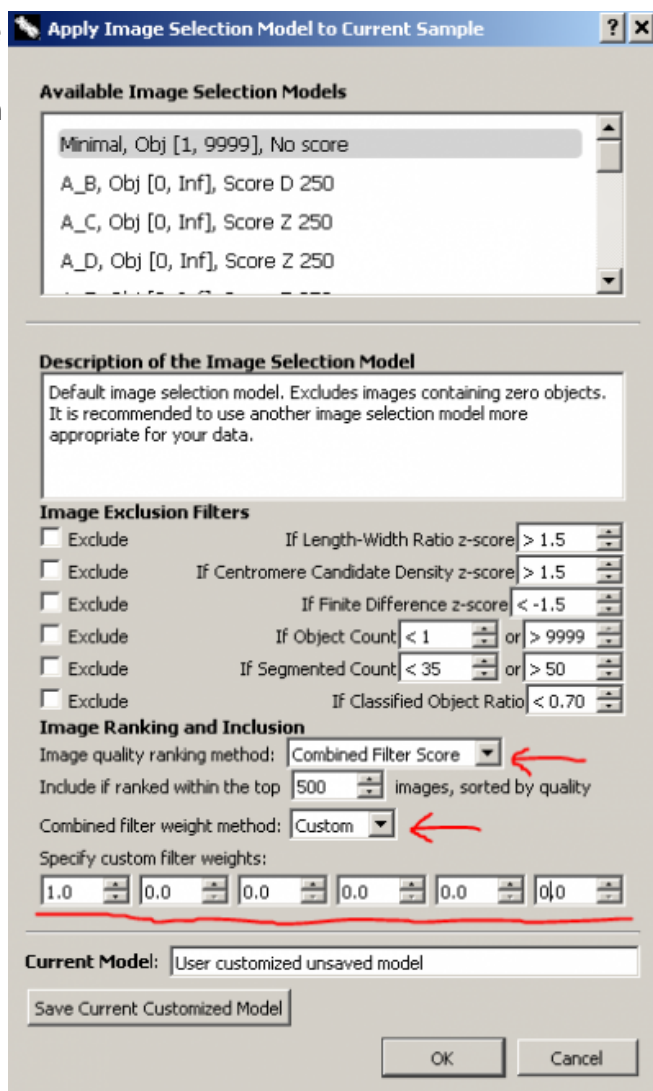 Apply Image Selection Model to Current Sample ?
Available Image Selection Models
Minimal, Obj [1, 9999], No score
A_B, Obj [0, Inf], Score D 250
A_C, Obj [0, Inf], Score Z 250
A_D, Obj [0, Inf], Score Z 250
Description of the Image Selection Model
Default image selection model. Excludes images containing zero objects.
It is recommended to use another image selection model more
appropriate for your data.
Image Exclusion Filters
Exclude If Length-Width Ratio z-score > 1.5
Exclude If Centromere Candidate Density z-score > 1.5
Exclude If Finite Difference z-score < -1.5
Exclude If Object Count < 1 or > 9999
Exclude If Segmented Count < 35 or > 50
Exclude If Classified Object Ratio < 0.70
Image Ranking and Inclusion
Image quality ranking method: Combined Filter Score
Include if ranked within the top 500 images, sorted by quality
Combined filter weight method: Custom
Specify custom filter weights:
1.0 0.0 0.0 0.0 0.0 0.0
Current Model: User customized unsaved model
Save Current Customized Model
OK Cancel